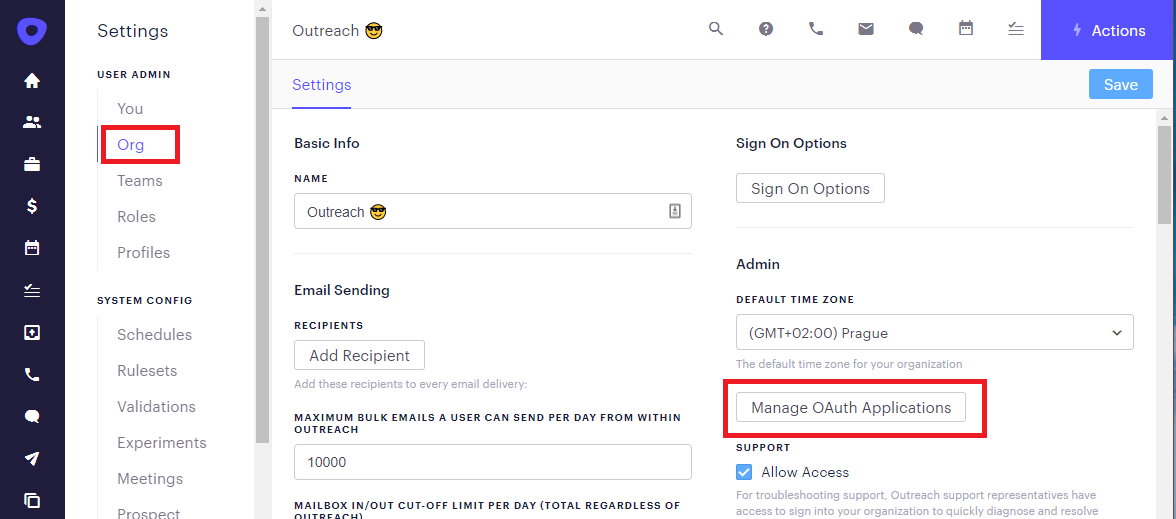 Settings
USER ADMIN
You
Org
Teams
Roles
Profiles
SYSTEM CONFIG
Schedules
Rulesets
Validations
Experiments
Meetings
Prospect
Outreach 😎
Actions
Settings
Save
Basic Info
NAME
Outreach 😎
Email Sending
RECIPIENTS
Add Recipient
Add these recipients to every email delivery:
MAXIMUM BULK EMAILS A USER CAN SEND PER DAY FROM WITHIN
OUTREACH
10000
MAILBOX IN/OUT CUT-OFF LIMIT PER DAY (TOTAL REGARDLESS OF
OUTREACH)
Sign On Options
Sign On Options
Admin
DEFAULT TIME ZONE
(GMT+02:00) Prague
The default time zone for your organization
Manage OAuth Applications
SUPPORT
Allow Access
For troubleshooting support, Outreach support representatives have
access to sign into your organization to quickly diagnose and resolve